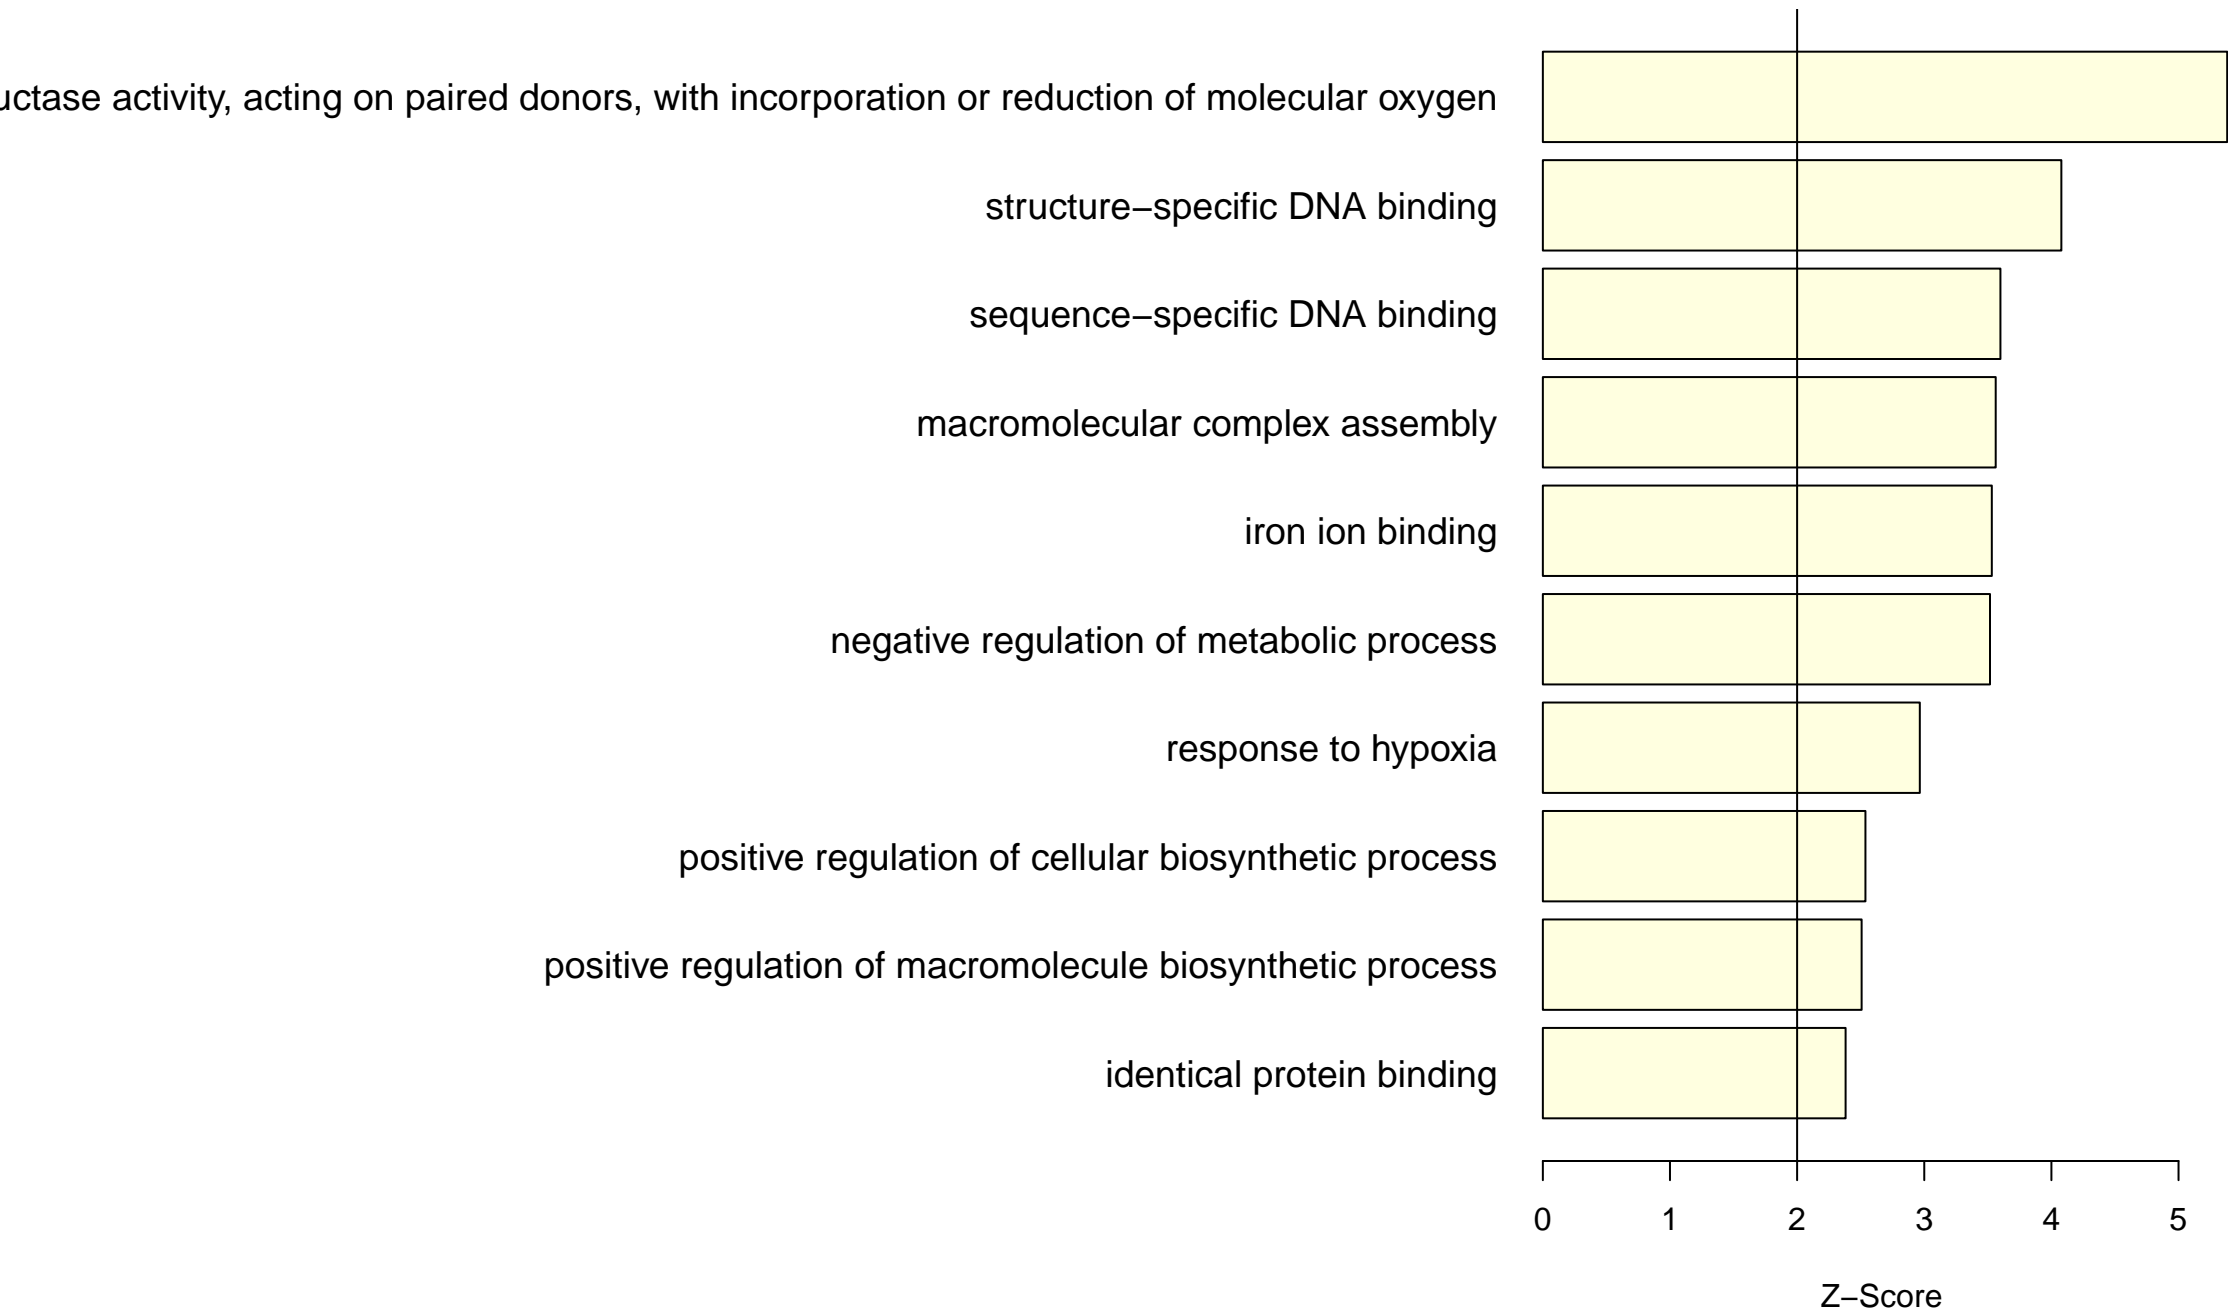 uctase activity, acting on paired donors, with incorporation or reduction of molecular oxygen
structure−specific DNA binding
sequence−specific DNA binding
macromolecular complex assembly
iron ion binding
negative regulation of metabolic process
response to hypoxia
positive regulation of cellular biosynthetic process
positive regulation of macromolecule biosynthetic process
identical protein binding
0 1 2 3 4 5
Z−Score